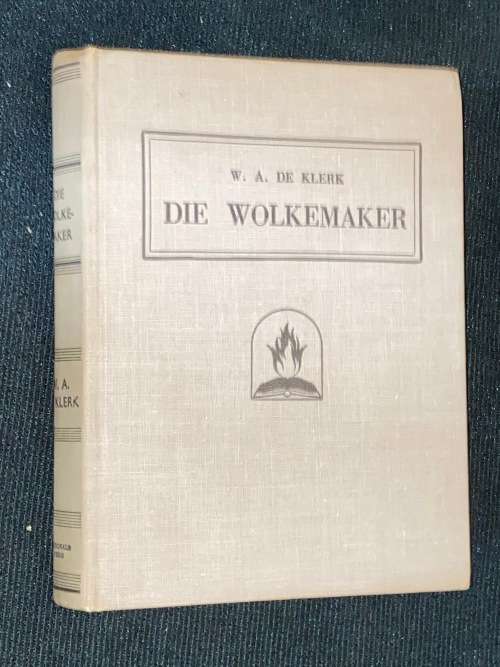 W. A. DE KLERK
DIE WOLKEMAKER
DIE
WOLKE-
MAKER
W. A.
KLERK